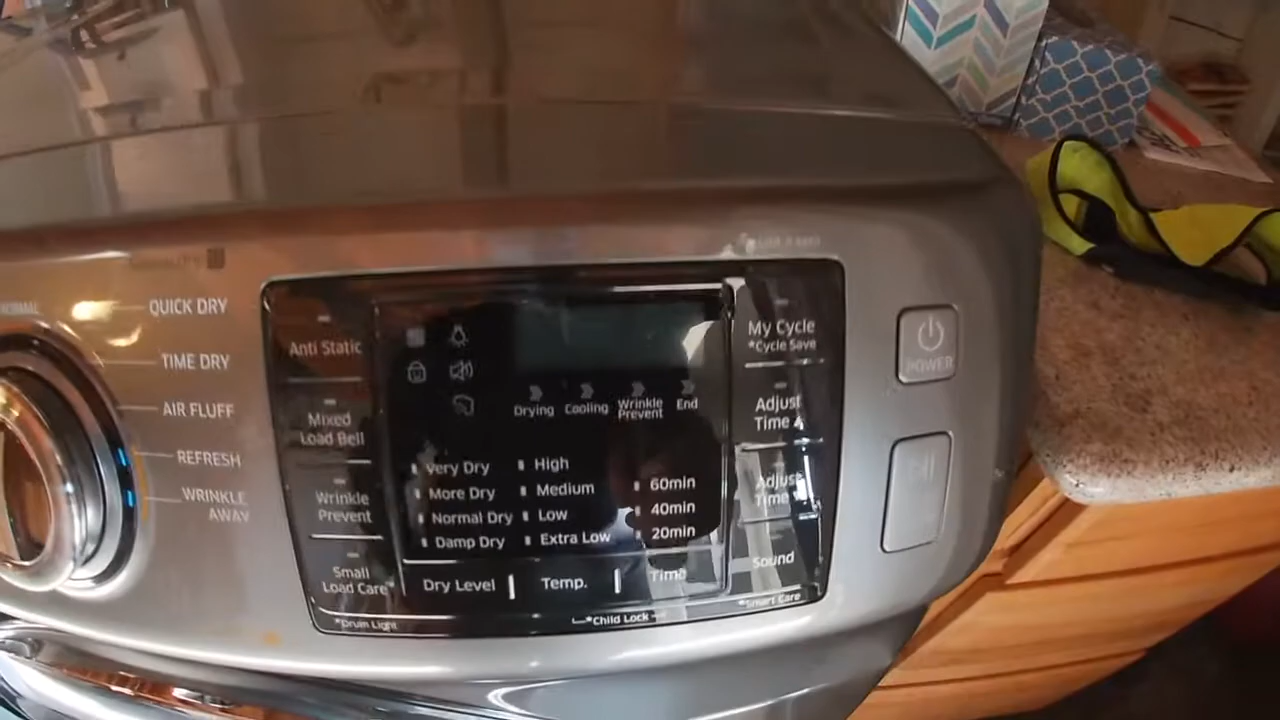 NORMAL
QUICK DRY
TIME DRY
AIR FLUFF
REFRESH
WRINKLE
AWAY
Anti Static
Mixed
Load Bell
Wrinkle
Prevent
Small
Load Care*
*Drum Light
Drying
Cooling
Wrinkle
Prevent
End
Very Dry
More Dry
Normal Dry
Damp Dry
High
Medium
Low
Extra Low
60min
40min
20min
Dry Level
Temp.
Time
*Child Lock
My Cycle
*Cycle Save
Adjust
Time
Adjust
Time
Sound
*Smart Care
POWER